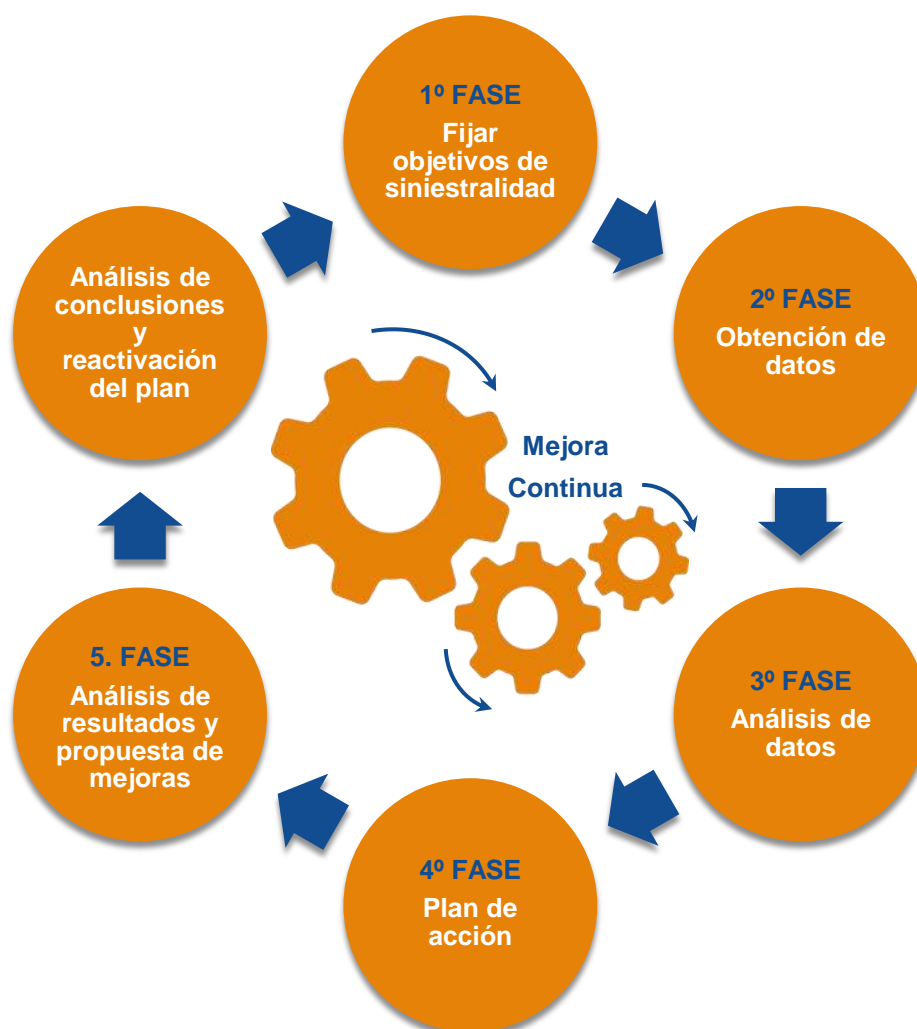 1º FASE
Fijar
objetivos de
siniestralidad
2º FASE
Obtención de
datos
3º FASE
Análisis de
datos
4º FASE
Plan de
acción
5. FASE
Análisis de
resultados y
propuesta de
mejoras
Análisis de
conclusiones
y
reactivación
del plan
Mejora
Continua